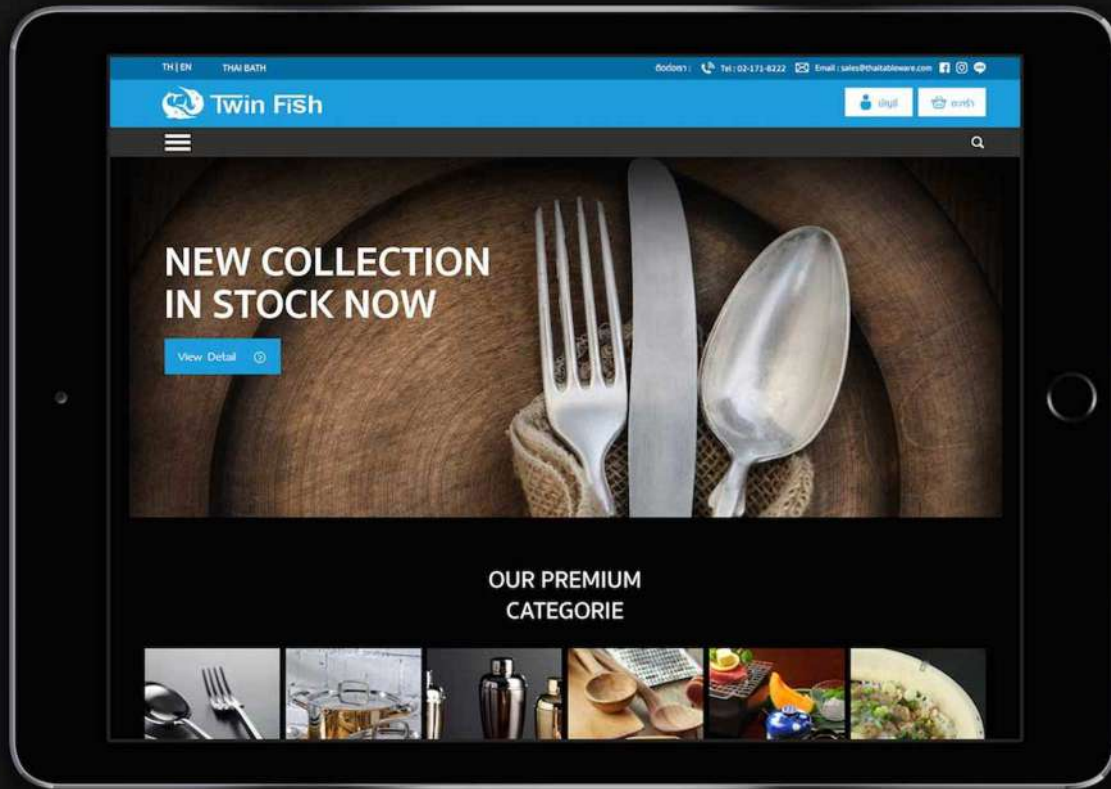 TH | EN
THAI BATH
ติดต่อเรา :
Tel : 02-171-8222
Email : sales@thaitableware.com
Twin Fish
บัญชี
ตะกร้า
NEW COLLECTION
IN STOCK NOW
View Detail
OUR PREMIUM
CATEGORIE